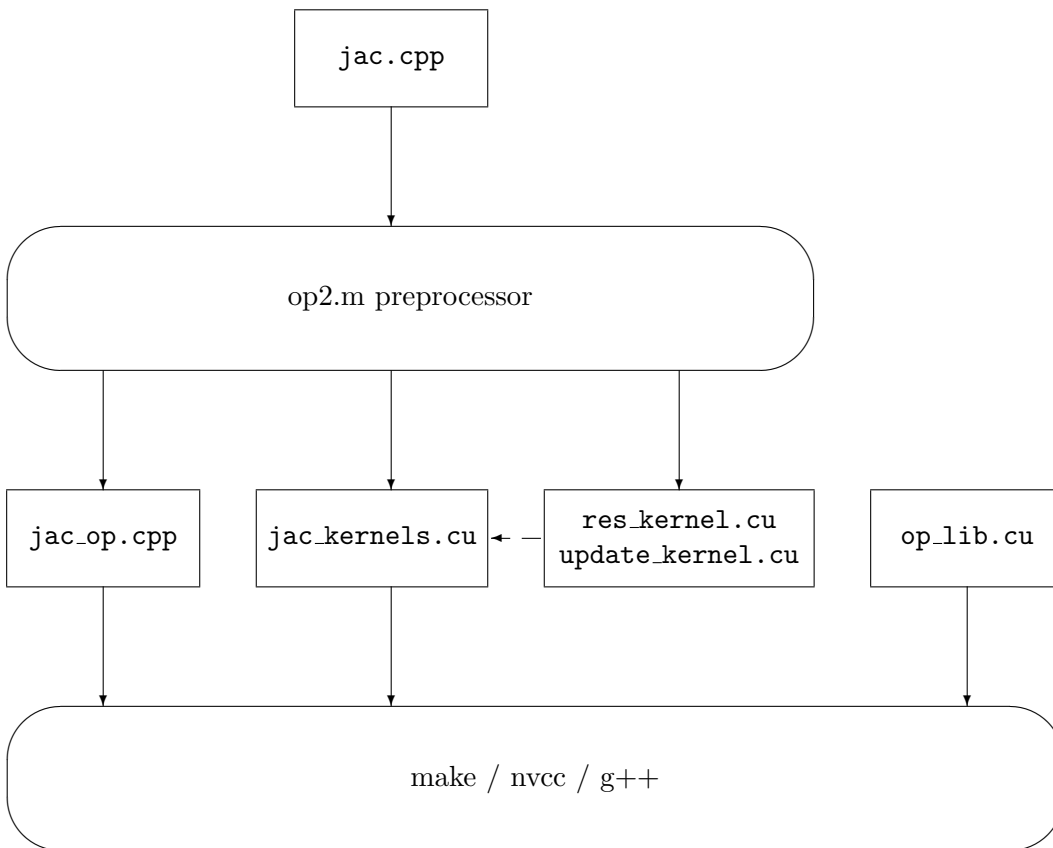 jac.cpp
op2.m preprocessor
jac_op.cpp
jac_kernels.cu
res_kernel.cu
update_kernel.cu
op_lib.cu
make / nvcc / g++